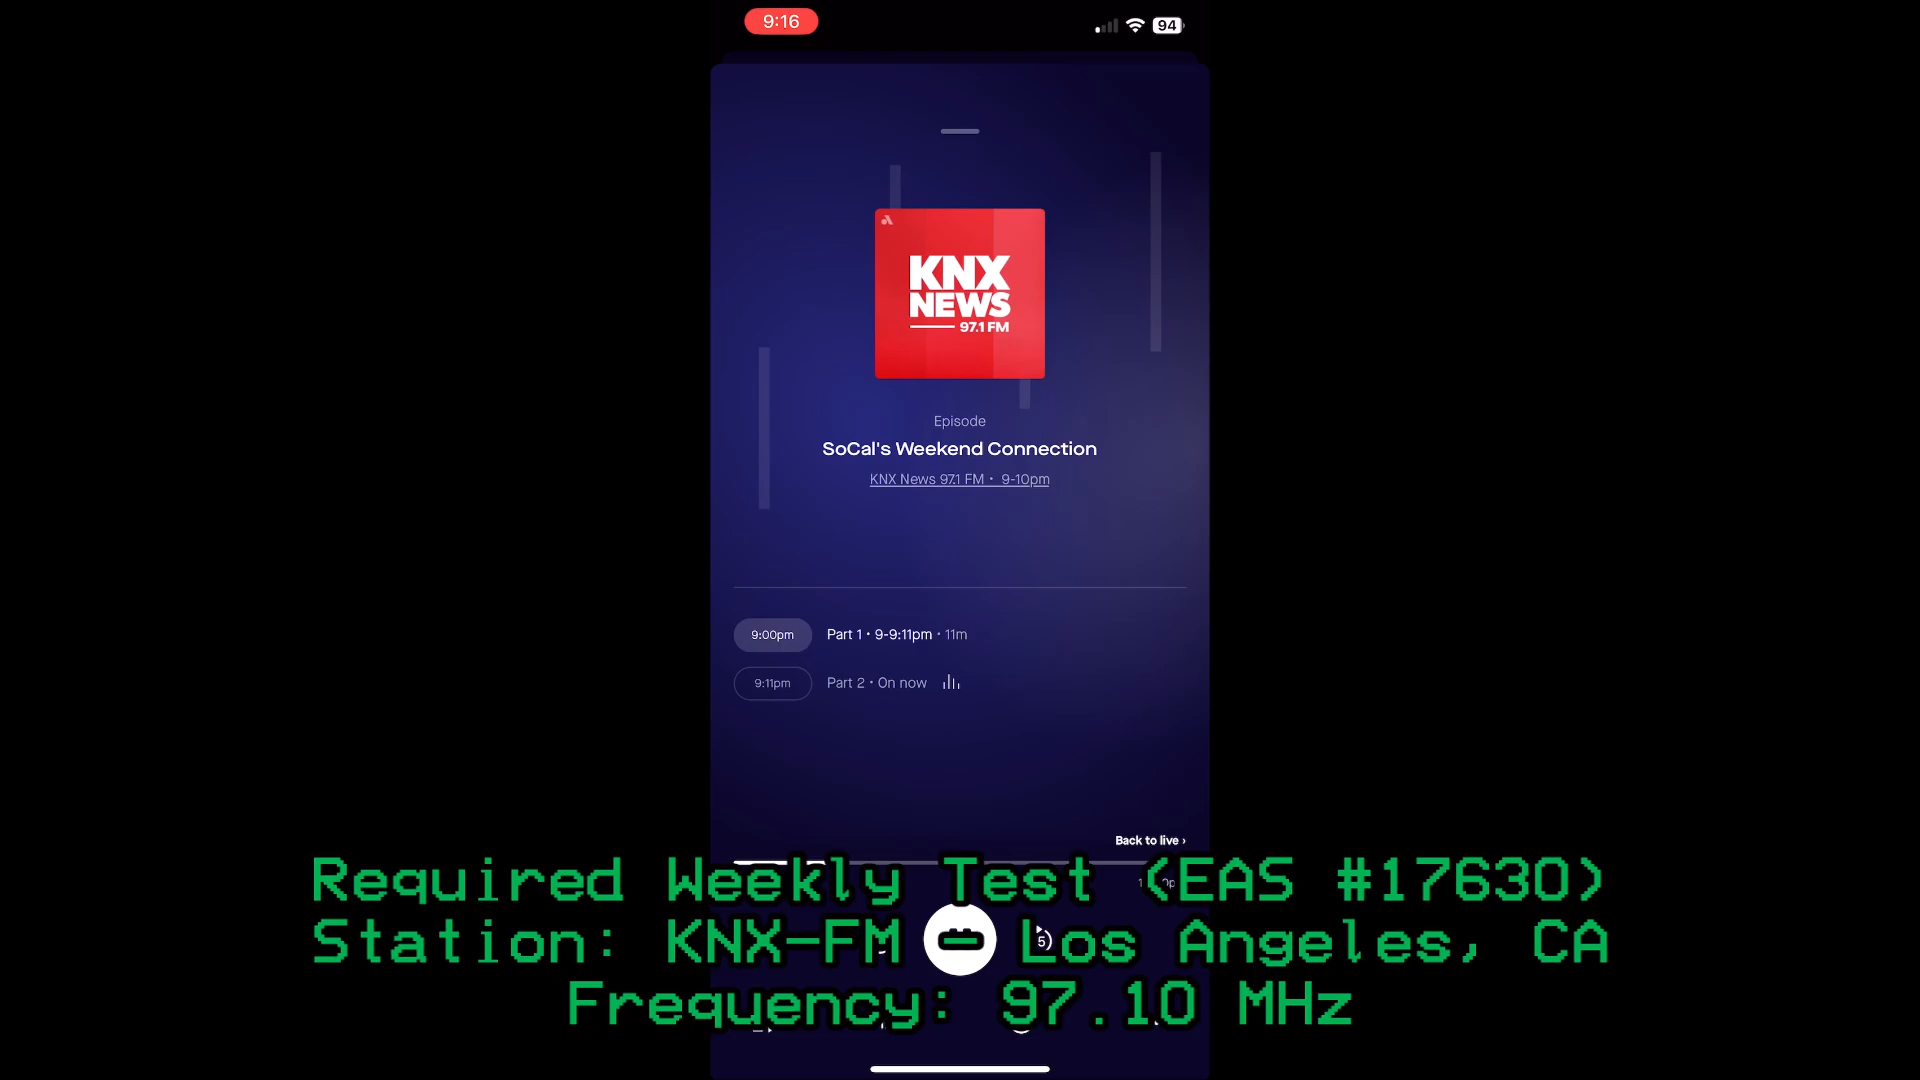 9:16
94
KNX
NEWS
97.1 FM
Episode
SoCal's Weekend Connection
KNX News 97.1 FM • 9-10pm
9:00pm Part 1 • 9-9:11pm • 11m
9:11pm Part 2 • On now
Back to live ›
Required Weekly Test (EAS #17630)
Station: KNX-FM - Los Angeles, CA
5
Frequency: 97.10 MHz